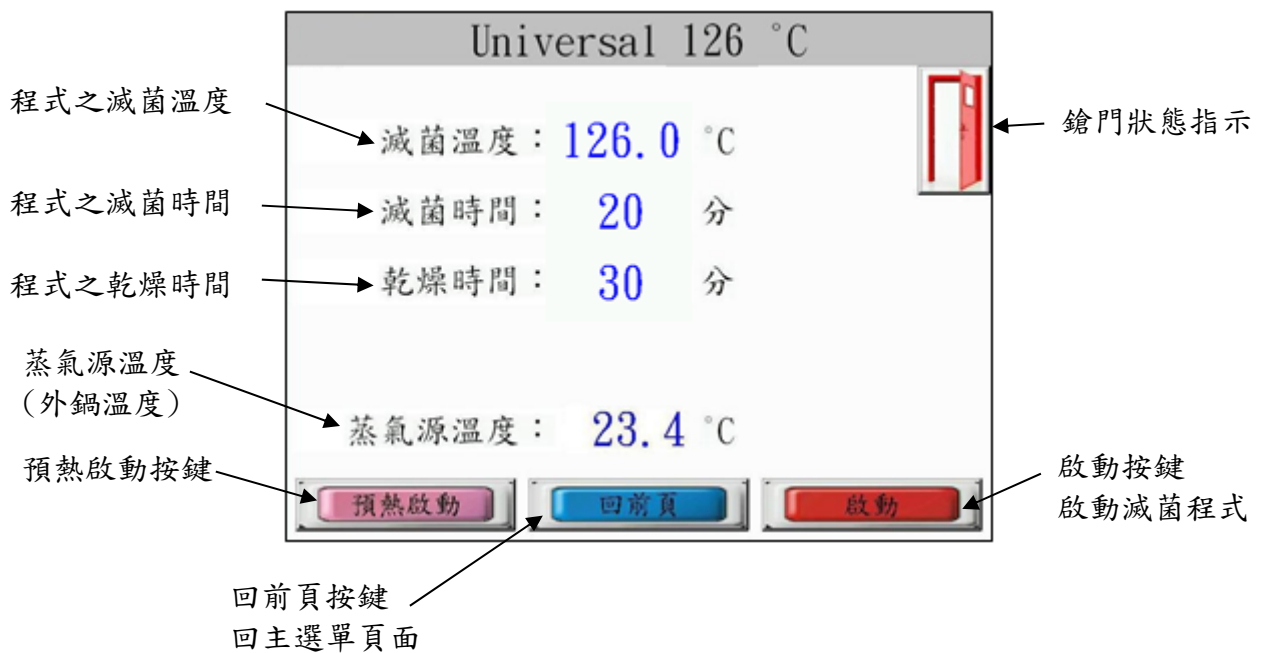 Universal 126 °C
程式之滅菌溫度
滅菌溫度：126.0 °C
鎗門狀態指示
程式之滅菌時間
滅菌時間：20 分
程式之乾燥時間
乾燥時間：30 分
蒸氣源溫度
（外鍋溫度）
蒸氣源溫度：23.4 °C
預熱啟動按鍵
預熱啟動
回前頁
啟動
啟動按鍵
啟動滅菌程式
回前頁按鍵
回主選單頁面